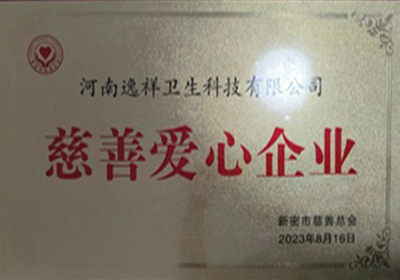 河南逸祥卫生科技有限公司
慈善爱心企业
新密市慈善总会
2023年8月16日